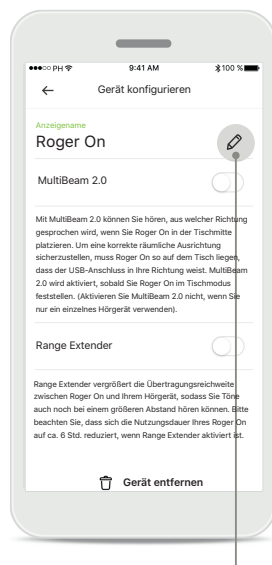 PH 9:41 AM 100 %
Gerät konfigurieren
Anzeigename
Roger On
MultiBeam 2.0
Mit MultiBeam 2.0 können Sie hören, aus welcher Richtung
gesprochen wird, wenn Sie Roger On in der Tischmitte
platzieren. Um eine korrekte räumliche Ausrichtung
sicherzustellen, muss Roger On so auf dem Tisch liegen,
dass der USB-Anschluss in Ihre Richtung weist. MultiBeam
2.0 wird aktiviert, sobald Sie Roger On im Tischmodus
feststellen. (Aktivieren Sie MultiBeam 2.0 nicht, wenn Sie
nur ein einzelnes Hörgerät verwenden).
Range Extender
Range Extender vergrößert die Übertragungsreichweite
zwischen Roger On und Ihrem Hörgerät, sodass Sie Töne
auch noch bei einem größeren Abstand hören können. Bitte
beachten Sie, dass sich die Nutzungsdauer Ihres Roger On
auf ca. 6 Std. reduziert, wenn Range Extender aktiviert ist.
Gerät entfernen